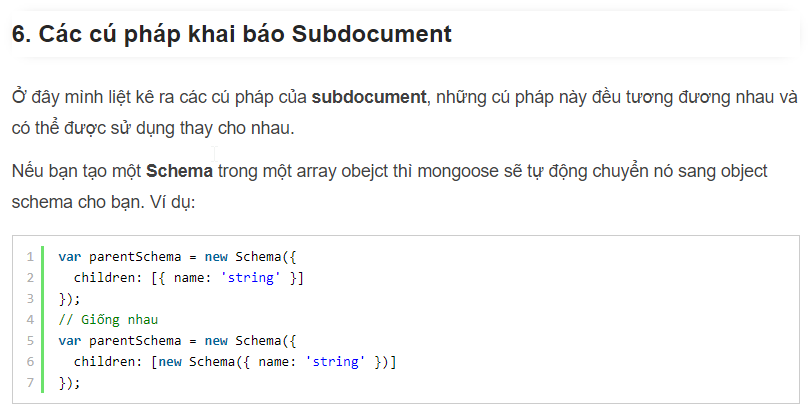 6. Các cú pháp khai báo Subdocument
Ở đây mình liệt kê ra các cú pháp của subdocument, những cú pháp này đều tương đương nhau và
có thể được sử dụng thay cho nhau.
Nếu bạn tạo một Schema trong một array obejct thì mongoose sẽ tự động chuyển nó sang object
schema cho bạn. Ví dụ:
1 var parentSchema = new Schema({
2   children: [{ name: 'string' }]
3 });
4 // Giống nhau
5 var parentSchema = new Schema({
6   children: [new Schema({ name: 'string' })]
7 });